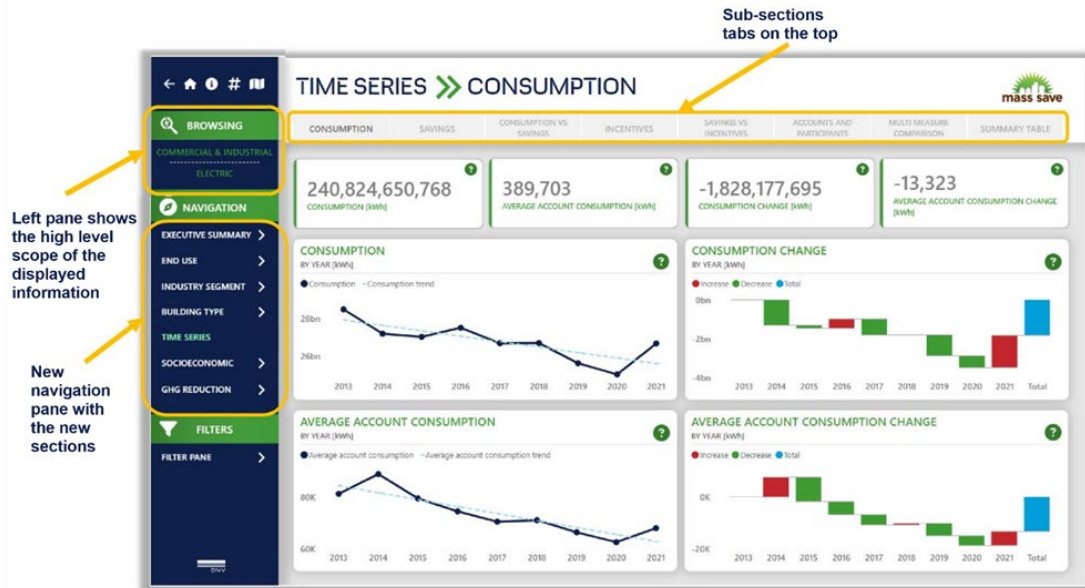 Sub-sections
tabs on the top
TIME SERIES >> CONSUMPTION
mass save
BROWSING
COMMERCIAL & INDUSTRIAL
ELECTRIC
CONSUMPTION
SAVINGS
CONSUMPTION VS
SAVINGS
INCENTIVES
SAVINGS VS
INCENTIVES
ACCOUNTS AND
PARTICIPANTS
MULTI MEASURE
COMPARISON
SUMMARY TABLE
Left pane shows
the high level
scope of the
displayed
information
NAVIGATION
EXECUTIVE SUMMARY
END USE
INDUSTRY SEGMENT
BUILDING TYPE
TIME SERIES
SOCIOECONOMIC
GHG REDUCTION
New
navigation
pane with
the new
sections
FILTERS
FILTER PANE
DNV
240,824,650,768
CONSUMPTION [kWh]
?
389,703
AVERAGE ACCOUNT CONSUMPTION [kWh]
?
-1,828,177,695
CONSUMPTION CHANGE [kWh]
?
-13,323
AVERAGE ACCOUNT CONSUMPTION CHANGE
[kWh]
?
CONSUMPTION
BY YEAR [kWh]
?
Consumption Consumption trend
28bn
26bn
2013 2014 2015 2016 2017 2018 2019 2020 2021
CONSUMPTION CHANGE
BY YEAR [kWh]
?
Increase Decrease Total
0bn
-2bn
-4bn
2013 2014 2015 2016 2017 2018 2019 2020 2021 Total
AVERAGE ACCOUNT CONSUMPTION
BY YEAR [kWh]
?
Average account consumption Average account consumption trend
80K
60K
2013 2014 2015 2016 2017 2018 2019 2020 2021
AVERAGE ACCOUNT CONSUMPTION CHANGE
BY YEAR [kWh]
?
Increase Decrease Total
0K
-20K
2013 2014 2015 2016 2017 2018 2019 2020 2021 Total